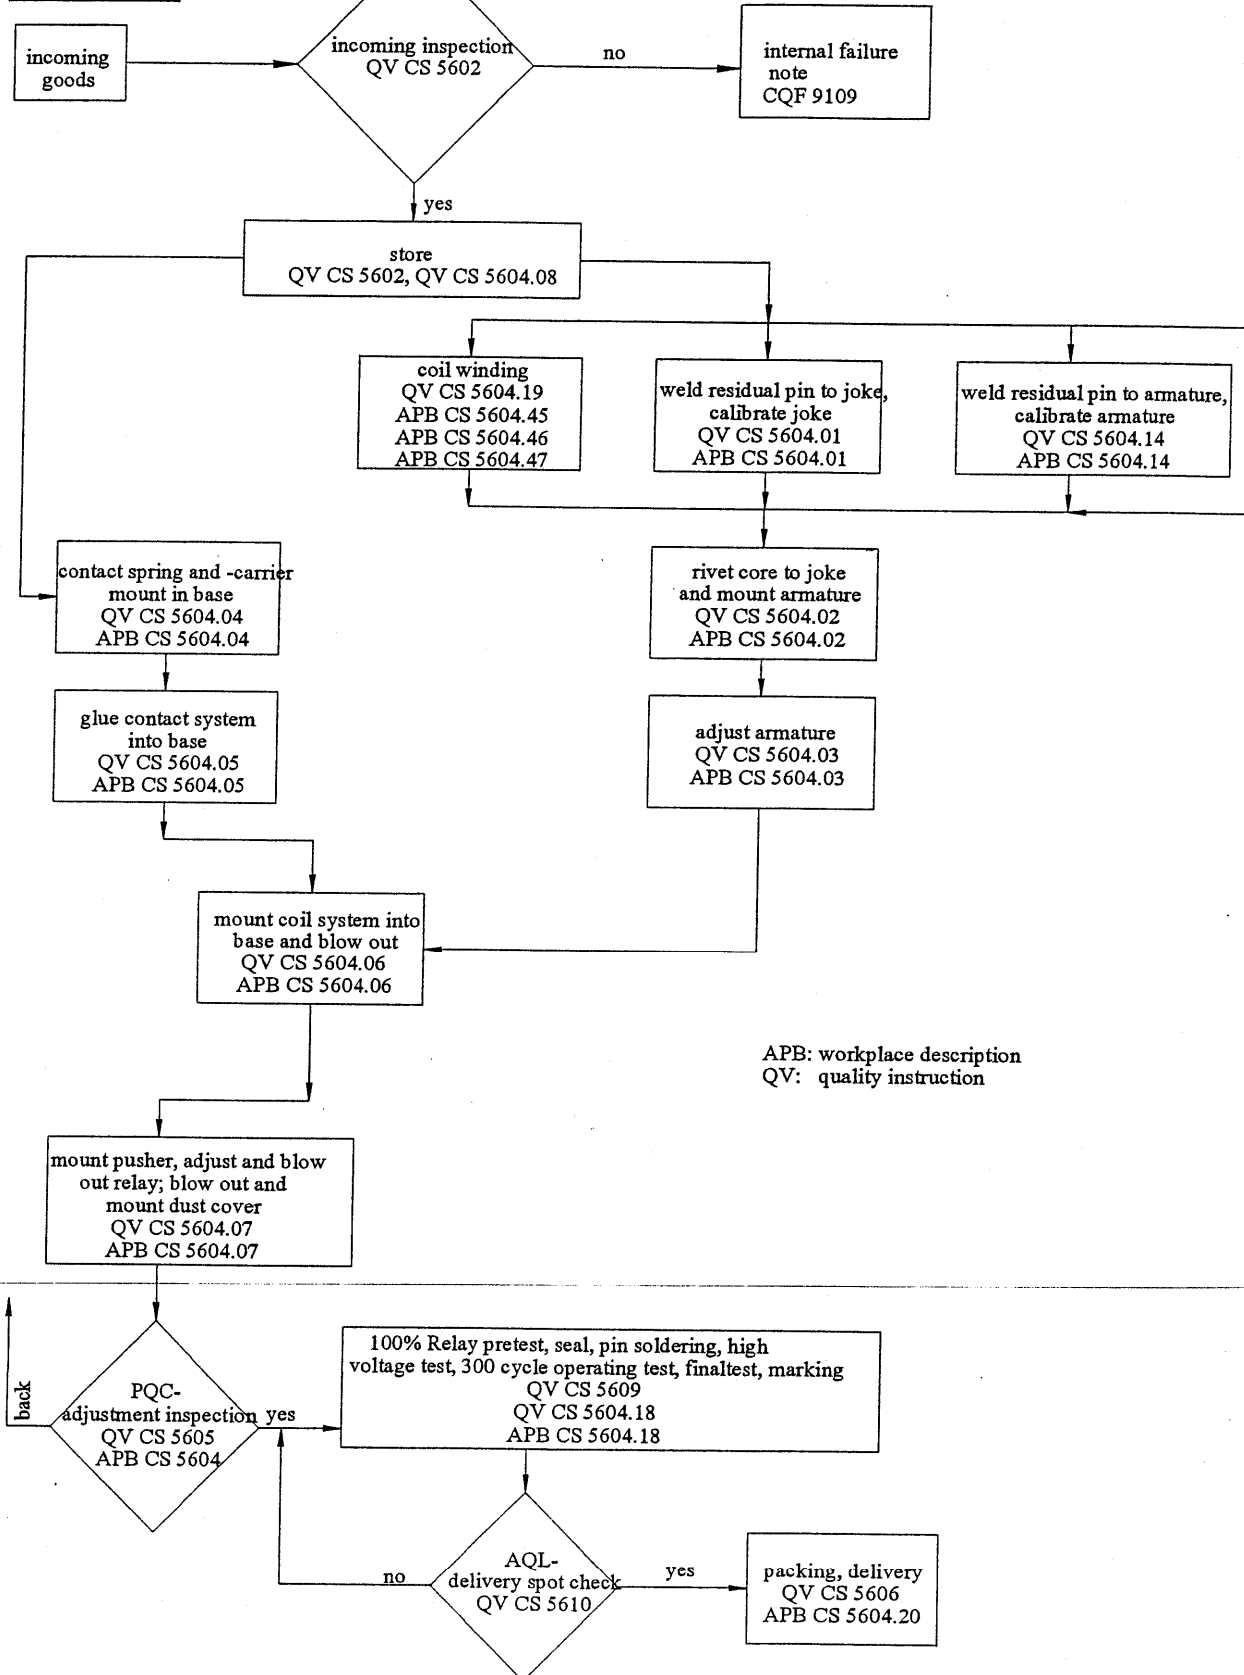 incoming
goods
incoming inspection
QV CS 5602
no
internal failure
note
CQF 9109
yes
store
QV CS 5602, QV CS 5604.08
coil winding
QV CS 5604.19
APB CS 5604.45
APB CS 5604.46
APB CS 5604.47
weld residual pin to joke,
calibrate joke
QV CS 5604.01
APB CS 5604.01
weld residual pin to armature,
calibrate armature
QV CS 5604.14
APB CS 5604.14
contact spring and -carrier
mount in base
QV CS 5604.04
APB CS 5604.04
rivet core to joke
and mount armature
QV CS 5604.02
APB CS 5604.02
glue contact system
into base
QV CS 5604.05
APB CS 5604.05
adjust armature
QV CS 5604.03
APB CS 5604.03
mount coil system into
base and blow out
QV CS 5604.06
APB CS 5604.06
APB: workplace description
QV: quality instruction
mount pusher, adjust and blow
out relay; blow out and
mount dust cover
QV CS 5604.07
APB CS 5604.07
back
PQC-
adjustment inspection
QV CS 5605
APB CS 5604
yes
100% Relay pretest, seal, pin soldering, high
voltage test, 300 cycle operating test, finaltest, marking
QV CS 5609
QV CS 5604.18
APB CS 5604.18
no
AQL-
delivery spot check
QV CS 5610
yes
packing, delivery
QV CS 5606
APB CS 5604.20